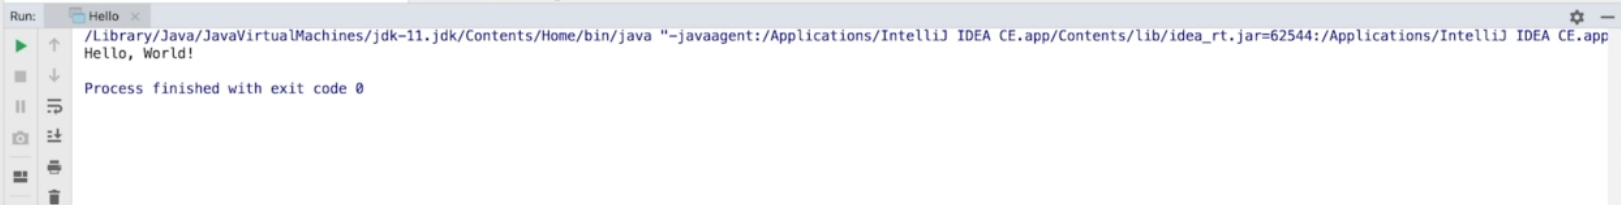 Run: Hello
/Library/Java/JavaVirtualMachines/jdk-11.jdk/Contents/Home/bin/java "-javaagent:/Applications/IntelliJ IDEA CE.app/Contents/lib/idea_rt.jar=62544:/Applications/IntelliJ IDEA CE.app
Hello, World!
Process finished with exit code 0